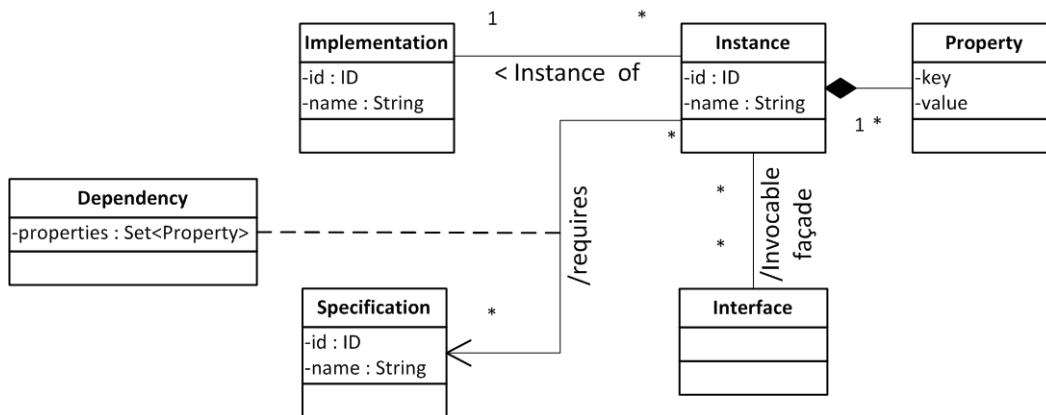 1
*
Implementation
-id : ID
-name : String
< Instance of
Instance
-id : ID
-name : String
Property
-key
-value
1 *
*
Dependency
-properties : Set<Property>
/requires
*
*
/Invocable
façade
Specification
-id : ID
-name : String
*
Interface